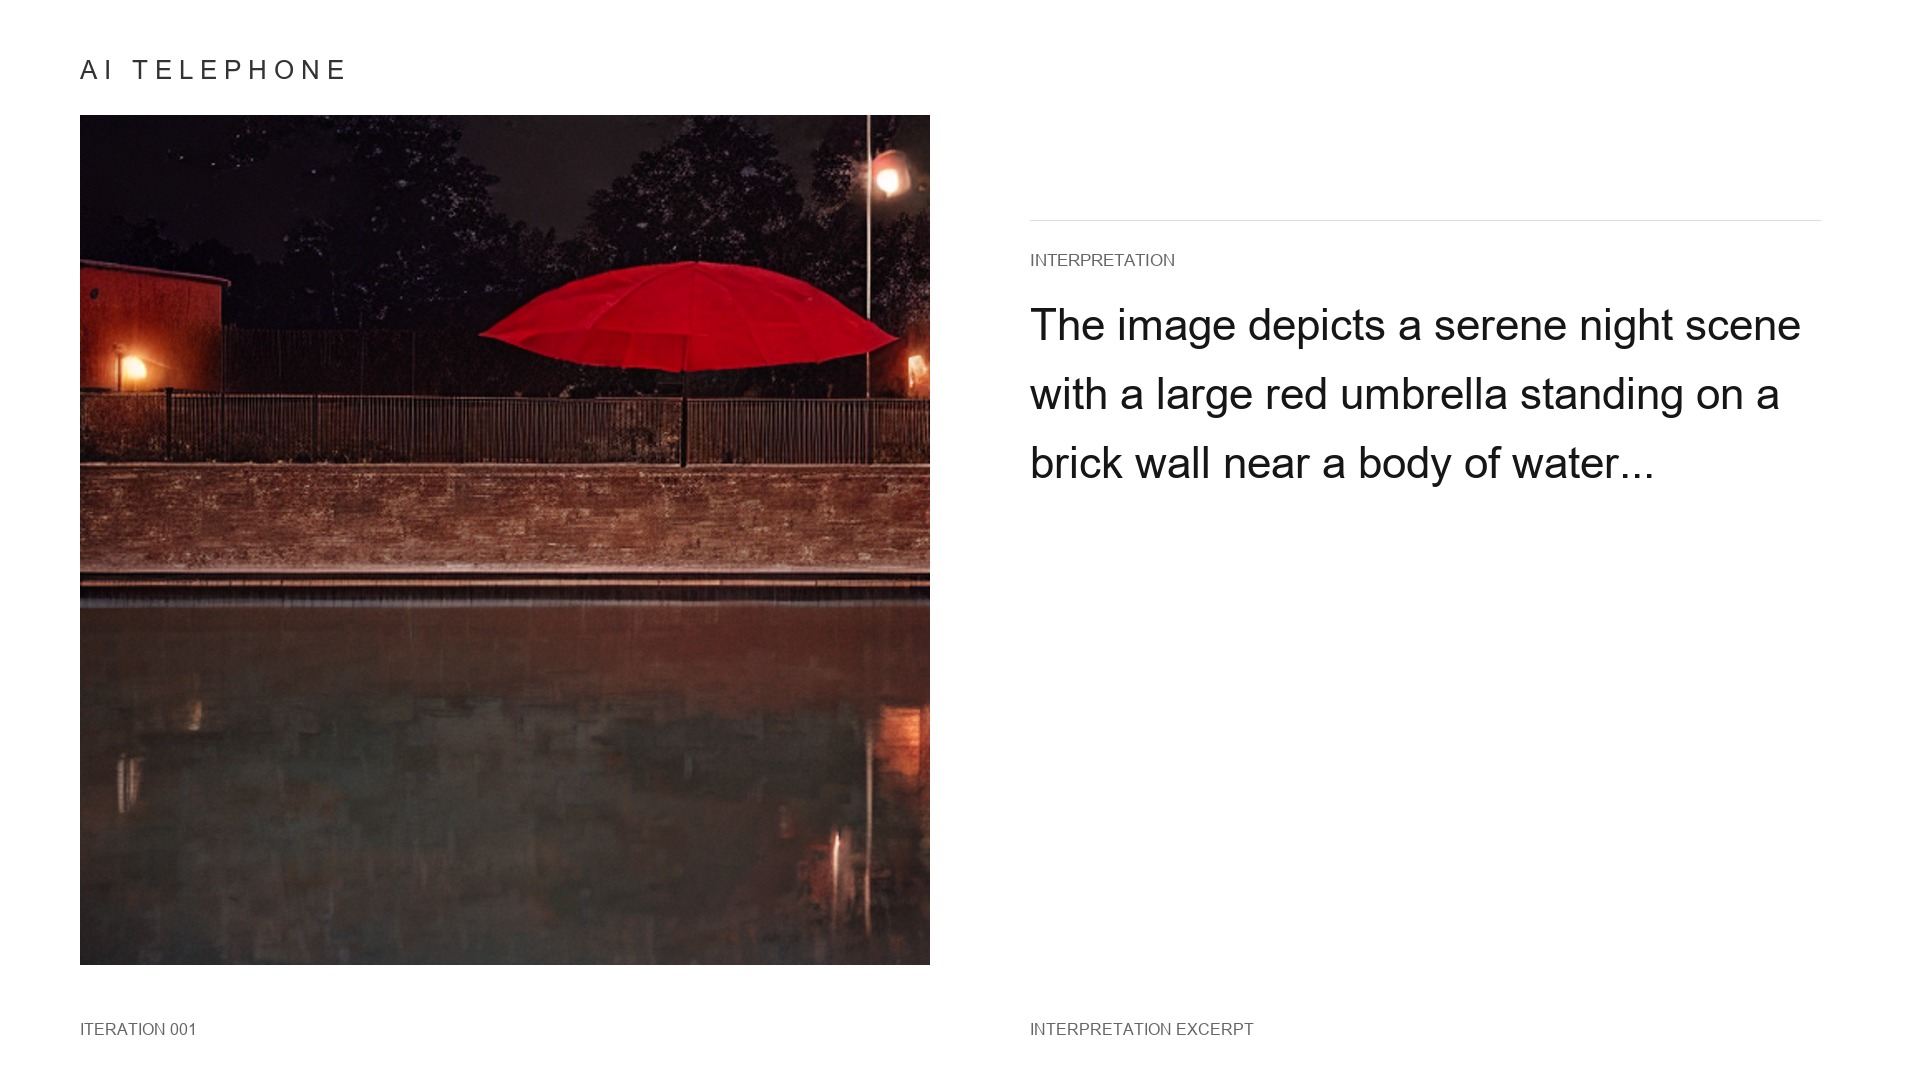 AI TELEPHONE
INTERPRETATION
The image depicts a serene night scene
with a large red umbrella standing on a
brick wall near a body of water...
ITERATION 001
INTERPRETATION EXCERPT